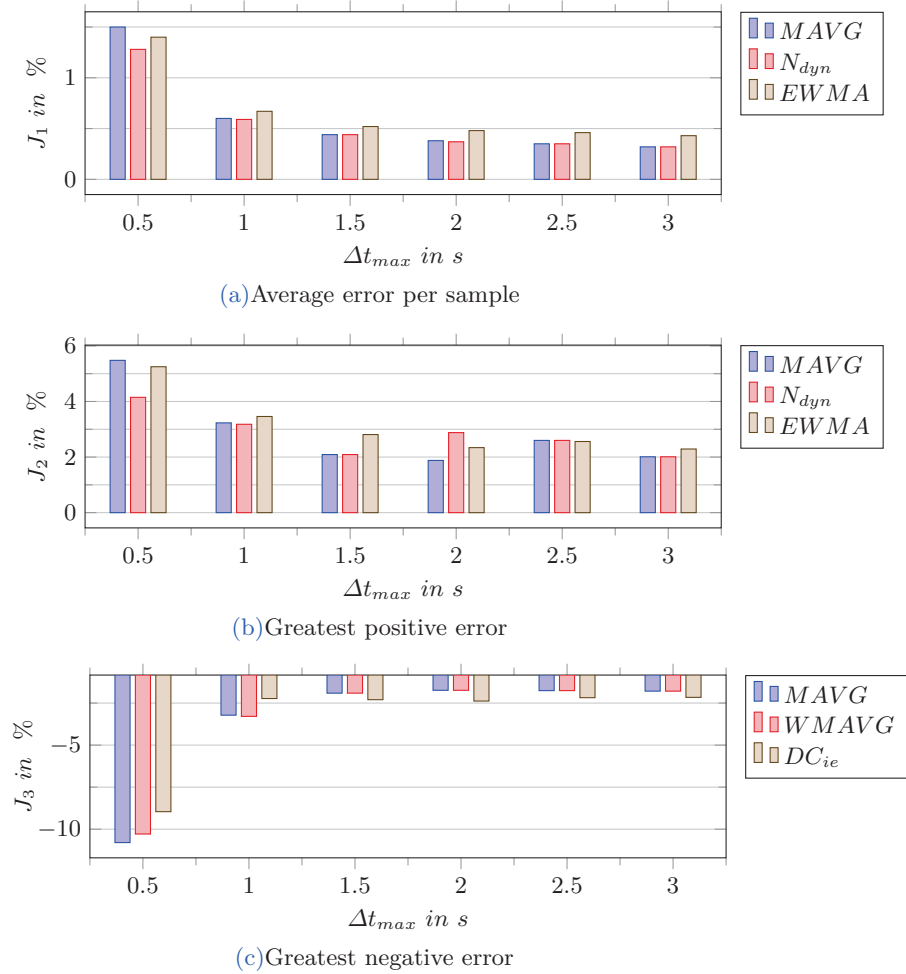 J₁ in %
1
0
0.5 1 1.5 2 2.5 3
Δt_max in s
MAVG
N_dyn
EWMA
(a)Average error per sample
J₂ in %
6
4
2
0
0.5 1 1.5 2 2.5 3
Δt_max in s
MAVG
N_dyn
EWMA
(b)Greatest positive error
J₃ in %
−5
−10
0.5 1 1.5 2 2.5 3
Δt_max in s
MAVG
WMAVG
DC_ie
(c)Greatest negative error